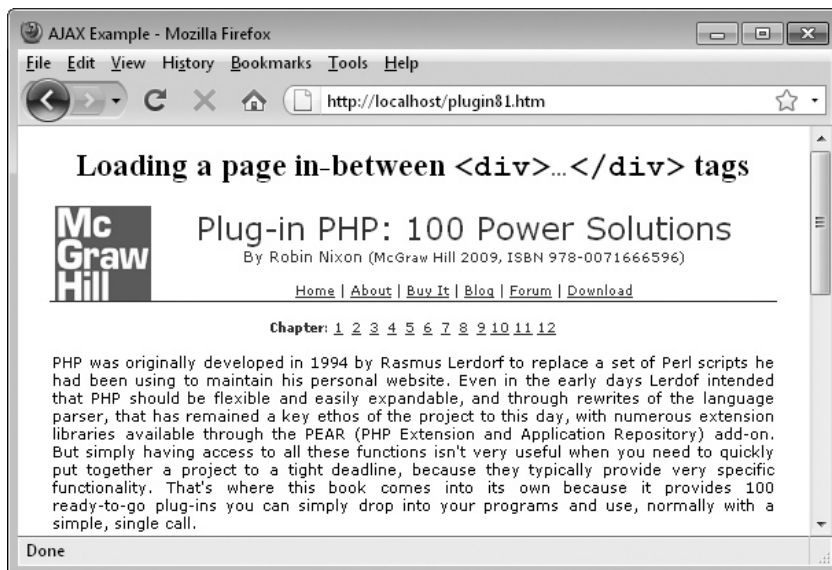 AJAX Example - Mozilla Firefox
File Edit View History Bookmarks Tools Help
http://localhost/plugin81.htm
Loading a page in-between <div>...</div> tags
Mc
Graw
Hill
Plug-in PHP: 100 Power Solutions
By Robin Nixon (McGraw Hill 2009, ISBN 978-0071666596)
Home | About | Buy It | Blog | Forum | Download
Chapter: 1 2 3 4 5 6 7 8 9 10 11 12
PHP was originally developed in 1994 by Rasmus Lerdorf to replace a set of Perl scripts he
had been using to maintain his personal website. Even in the early days Lerdof intended
that PHP should be flexible and easily expandable, and through rewrites of the language
parser, that has remained a key ethos of the project to this day, with numerous extension
libraries available through the PEAR (PHP Extension and Application Repository) add-on.
But simply having access to all these functions isn't very useful when you need to quickly
put together a project to a tight deadline, because they typically provide very specific
functionality. That's where this book comes into its own because it provides 100
ready-to-go plug-ins you can simply drop into your programs and use, normally with a
simple, single call.
Done